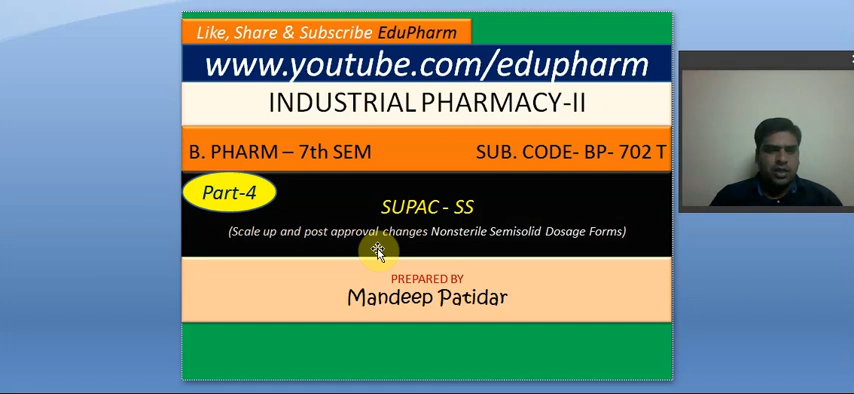 Like, Share & Subscribe EduPharm
www.youtube.com/edupharm
INDUSTRIAL PHARMACY-II
B. PHARM – 7th SEM SUB. CODE- BP- 702 T
Part-4
SUPAC - SS
(Scale up and post approval changes Nonsterile Semisolid Dosage Forms)
PREPARED BY
Mandeep Patidar